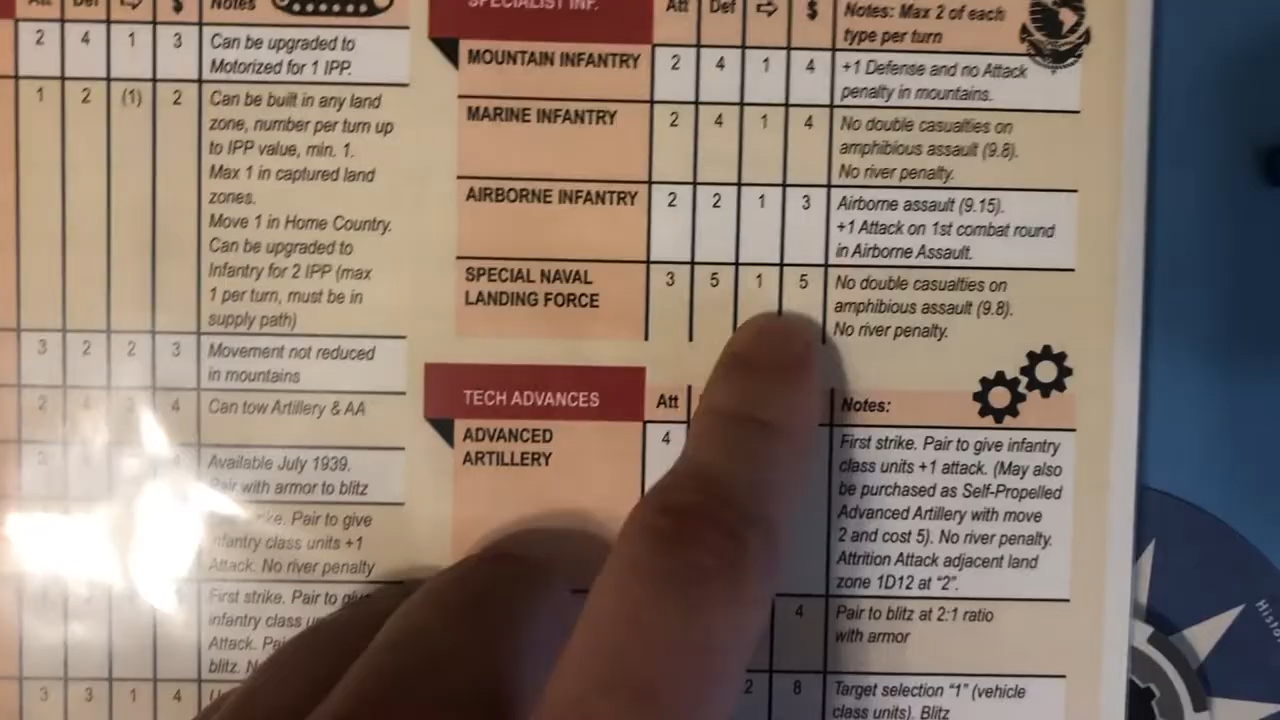 Att Def $ Notes
2 4 1 3 Can be upgraded to
Motorized for 1 IPP.
1 2 (1) 2 Can be built in any land
zone, number per turn up
to IPP value, min. 1.
Max 1 in captured land
zones.
Move 1 in Home Country.
Can be upgraded to
Infantry for 2 IPP (max
1 per turn, must be in
supply path)
3 2 2 3 Movement not reduced
in mountains
2 4 Can tow Artillery & AA
Available July 1939.
Pair with armor to blitz
Pair to give
infantry class units +1
Attack. No river penalty
First strike. Pair to give
infantry class
Attack.
blitz.
3 3 1 4
SPECIALIST INF. Att Def ⇨ $ Notes: Max 2 of each
type per turn
MOUNTAIN INFANTRY 2 4 1 4 +1 Defense and no Attack
penalty in mountains.
MARINE INFANTRY 2 4 1 4 No double casualties on
amphibious assault (9.8).
No river penalty.
AIRBORNE INFANTRY 2 2 1 3 Airborne assault (9.15).
+1 Attack on 1st combat round
in Airborne Assault.
SPECIAL NAVAL 3 5 1 5 No double casualties on
LANDING FORCE amphibious assault (9.8).
No river penalty.
TECH ADVANCES Att Notes:
ADVANCED 4 First strike. Pair to give infantry
ARTILLERY class units +1 attack. (May also
be purchased as Self-Propelled
Advanced Artillery with move
2 and cost 5). No river penalty.
Attrition Attack adjacent land
zone 1D12 at “2”.
4 Pair to blitz at 2:1 ratio
with armor
2 8 Target selection “1” (vehicle
class units). Blitz